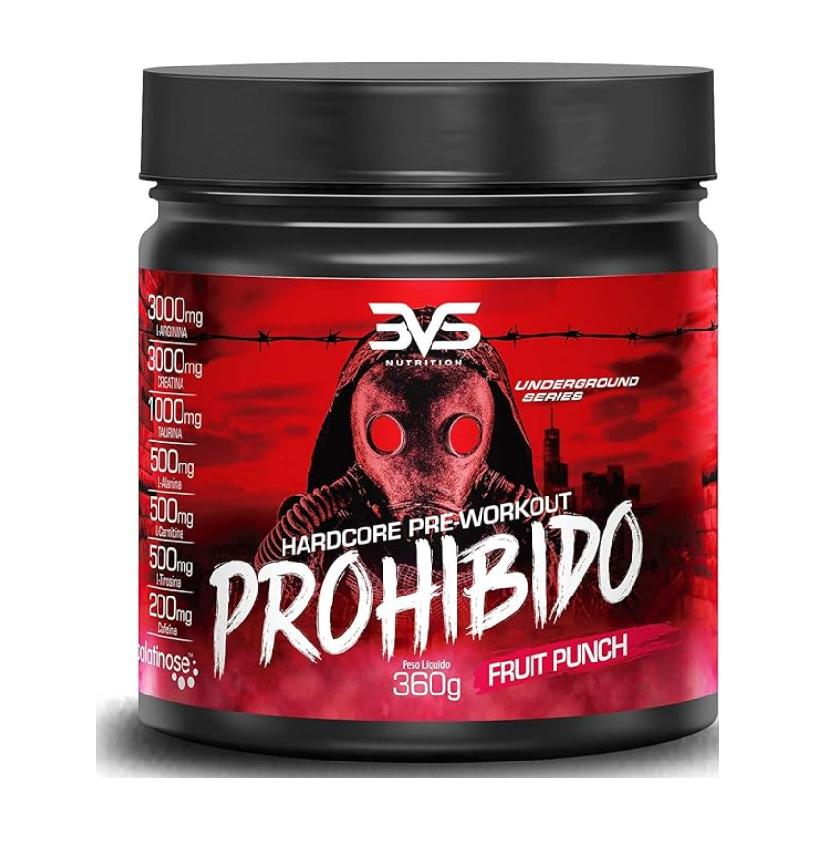 3VS
NUTRITION
UNDERGROUND
SERIES
3000mg
L-ARGININA
3000mg
CREATINA
1000mg
TAURINA
500mg
L-Alanina
500mg
L-Carnitina
500mg
L-Tirosina
200mg
Cafeína
palatinose™
HARDCORE PRE-WORKOUT
PROHIBIDO
Peso Líquido
360g
FRUIT PUNCH